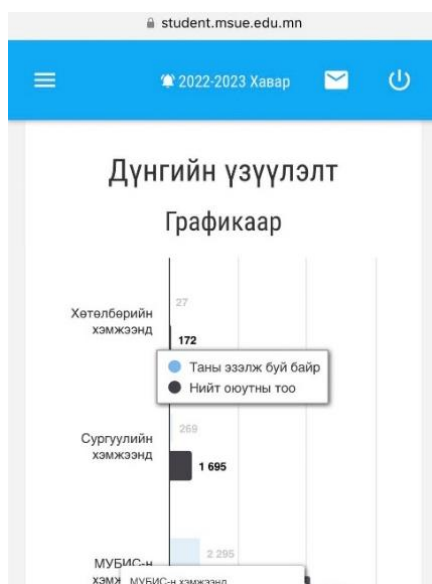 student.msue.edu.mn
2022-2023 Хавар
Дүнгийн үзүүлэлт
Графикаар
27
Хөтөлбөрийн
хэмжээнд
172
Таны эзэлж буй байр
Нийт оюутны тоо
269
Сургуулийн
хэмжээнд
1 695
2 295
МУБИС-н
МУБИС-н хэмжээнд